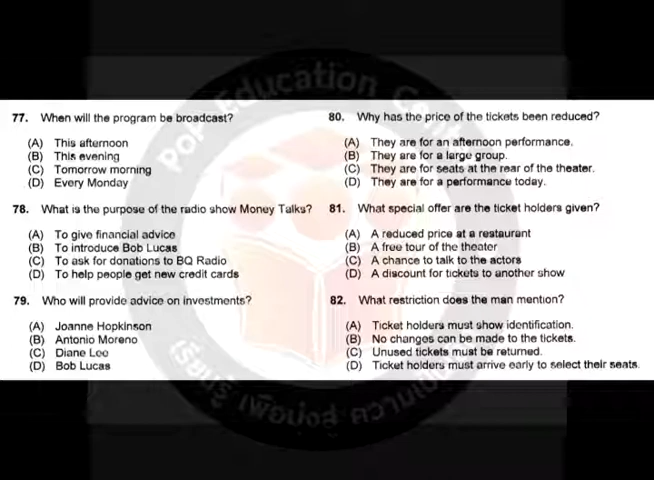 Pop Education Center
77. When will the program be broadcast?
(A) This afternoon
(B) This evening
(C) Tomorrow morning
(D) Every Monday
78. What is the purpose of the radio show Money Talks?
(A) To give financial advice
(B) To introduce Bob Lucas
(C) To ask for donations to BQ Radio
(D) To help people get new credit cards
79. Who will provide advice on investments?
(A) Joanne Hopkinson
(B) Antonio Moreno
(C) Diane Lee
(D) Bob Lucas
80. Why has the price of the tickets been reduced?
(A) They are for an afternoon performance.
(B) They are for a large group.
(C) They are for seats at the rear of the theater.
(D) They are for a performance today.
81. What special offer are the ticket holders given?
(A) A reduced price at a restaurant
(B) A free tour of the theater
(C) A chance to talk to the actors
(D) A discount for tickets to another show
82. What restriction does the man mention?
(A) Ticket holders must show identification.
(B) No changes can be made to the tickets.
(C) Unused tickets must be returned.
(D) Ticket holders must arrive early to select their seats.